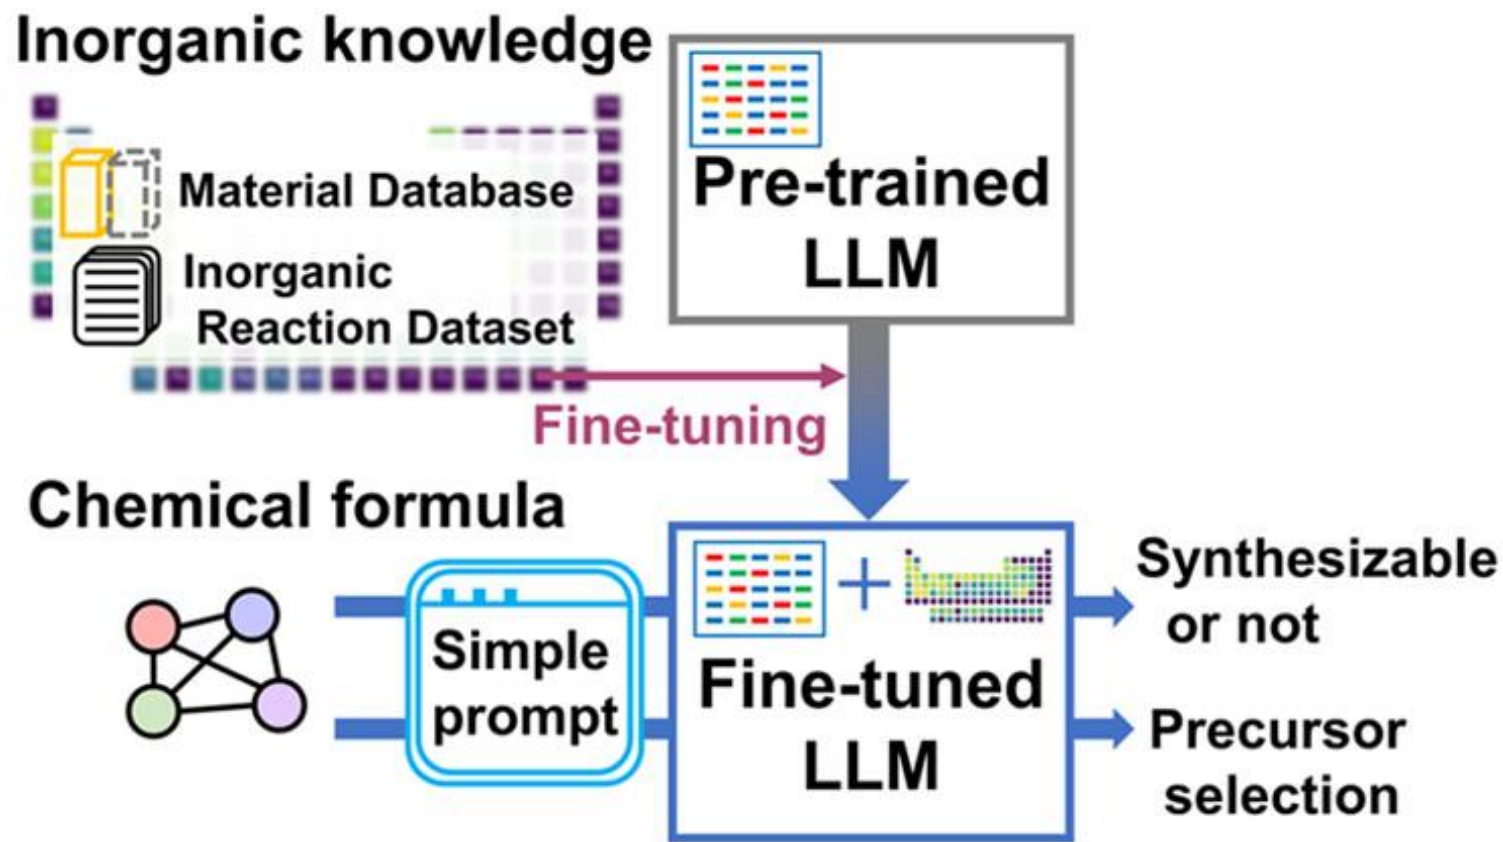 Inorganic knowledge
Material Database
Inorganic
Reaction Dataset
Pre-trained
LLM
Fine-tuning
Chemical formula
Simple
prompt
Fine-tuned
LLM
Synthesizable
or not
Precursor
selection